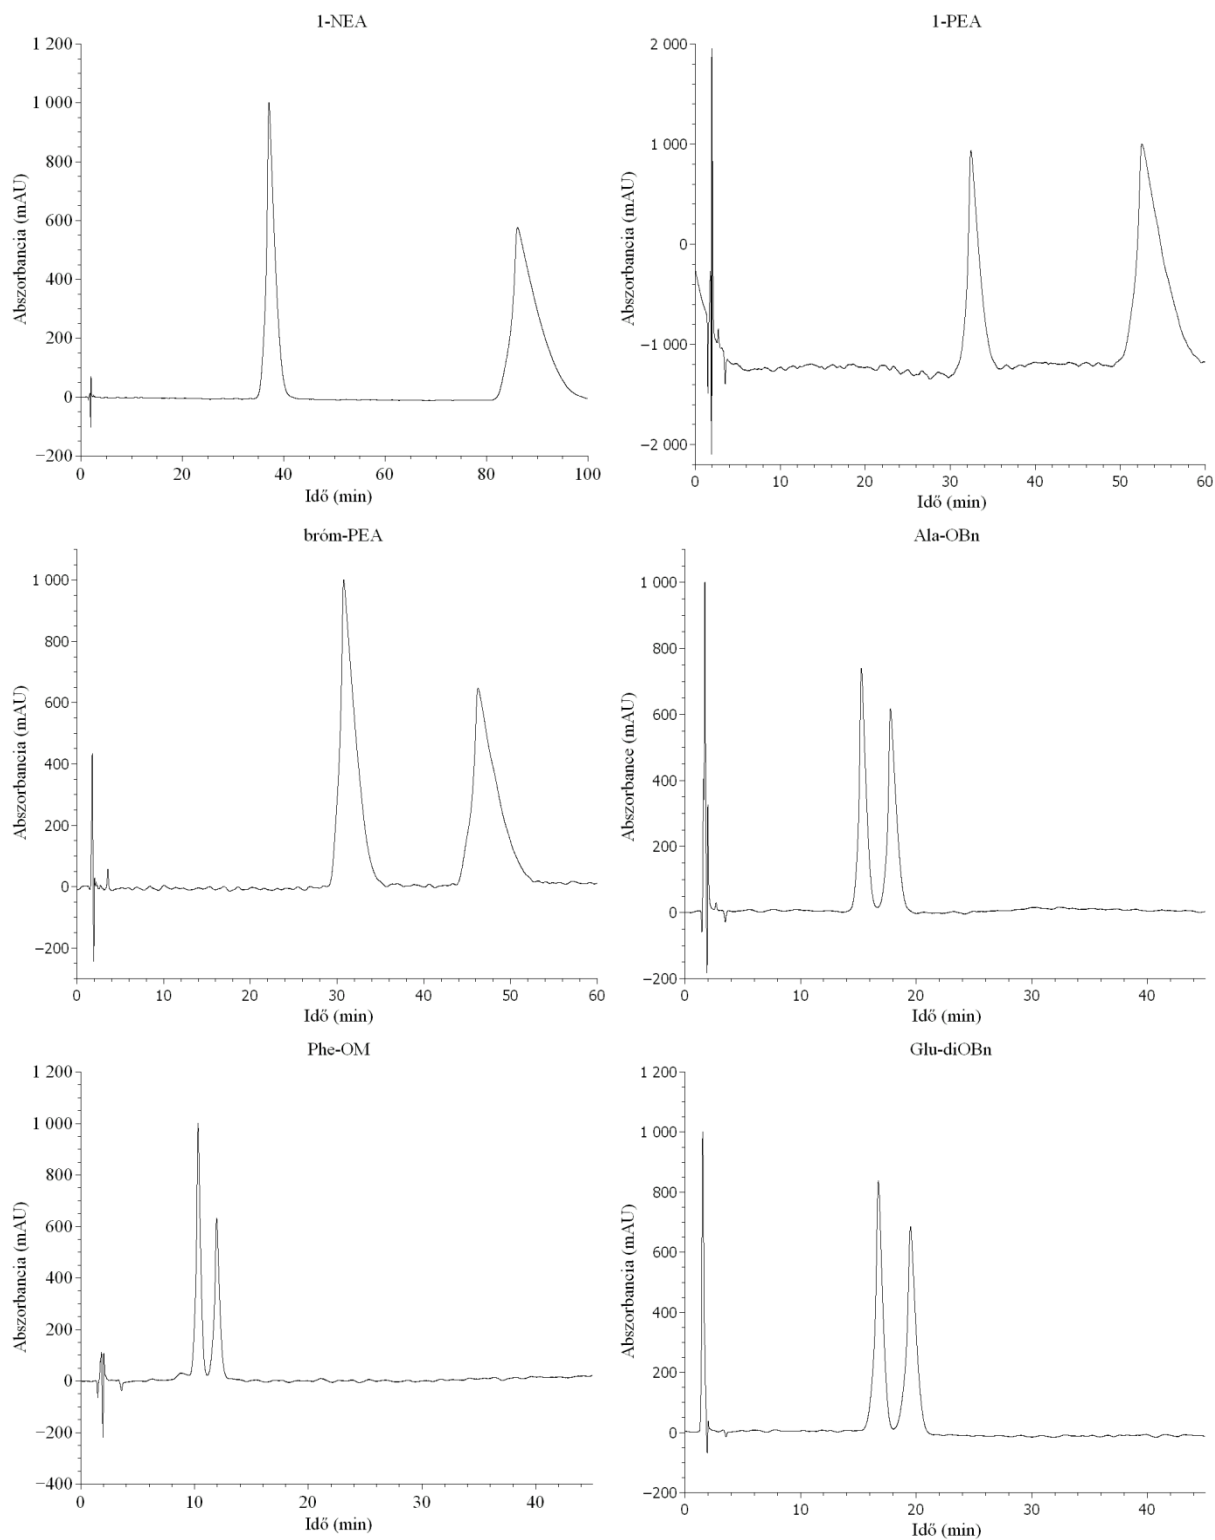 1-NEA
1 200
1 000
800
600
400
200
0
−200
Abszorbancia (mAU)
0 20 40 60 80 100
Idő (min)
1-PEA
2 000
1 000
0
−1 000
−2 000
Abszorbancia (mAU)
0 10 20 30 40 50 60
Idő (min)
bróm-PEA
1 000
800
600
400
200
0
−200
Abszorbancia (mAU)
0 10 20 30 40 50 60
Idő (min)
Ala-OBn
1 000
800
600
400
200
0
−200
Abszorbance (mAU)
0 10 20 30 40
Idő (min)
Phe-OM
1 200
1 000
800
600
400
200
0
−200
−400
Abszorbancia (mAU)
0 10 20 30 40
Idő (min)
Glu-diOBn
1 200
1 000
800
600
400
200
0
−200
Abszorbancia (mAU)
0 10 20 30 40
Idő (min)